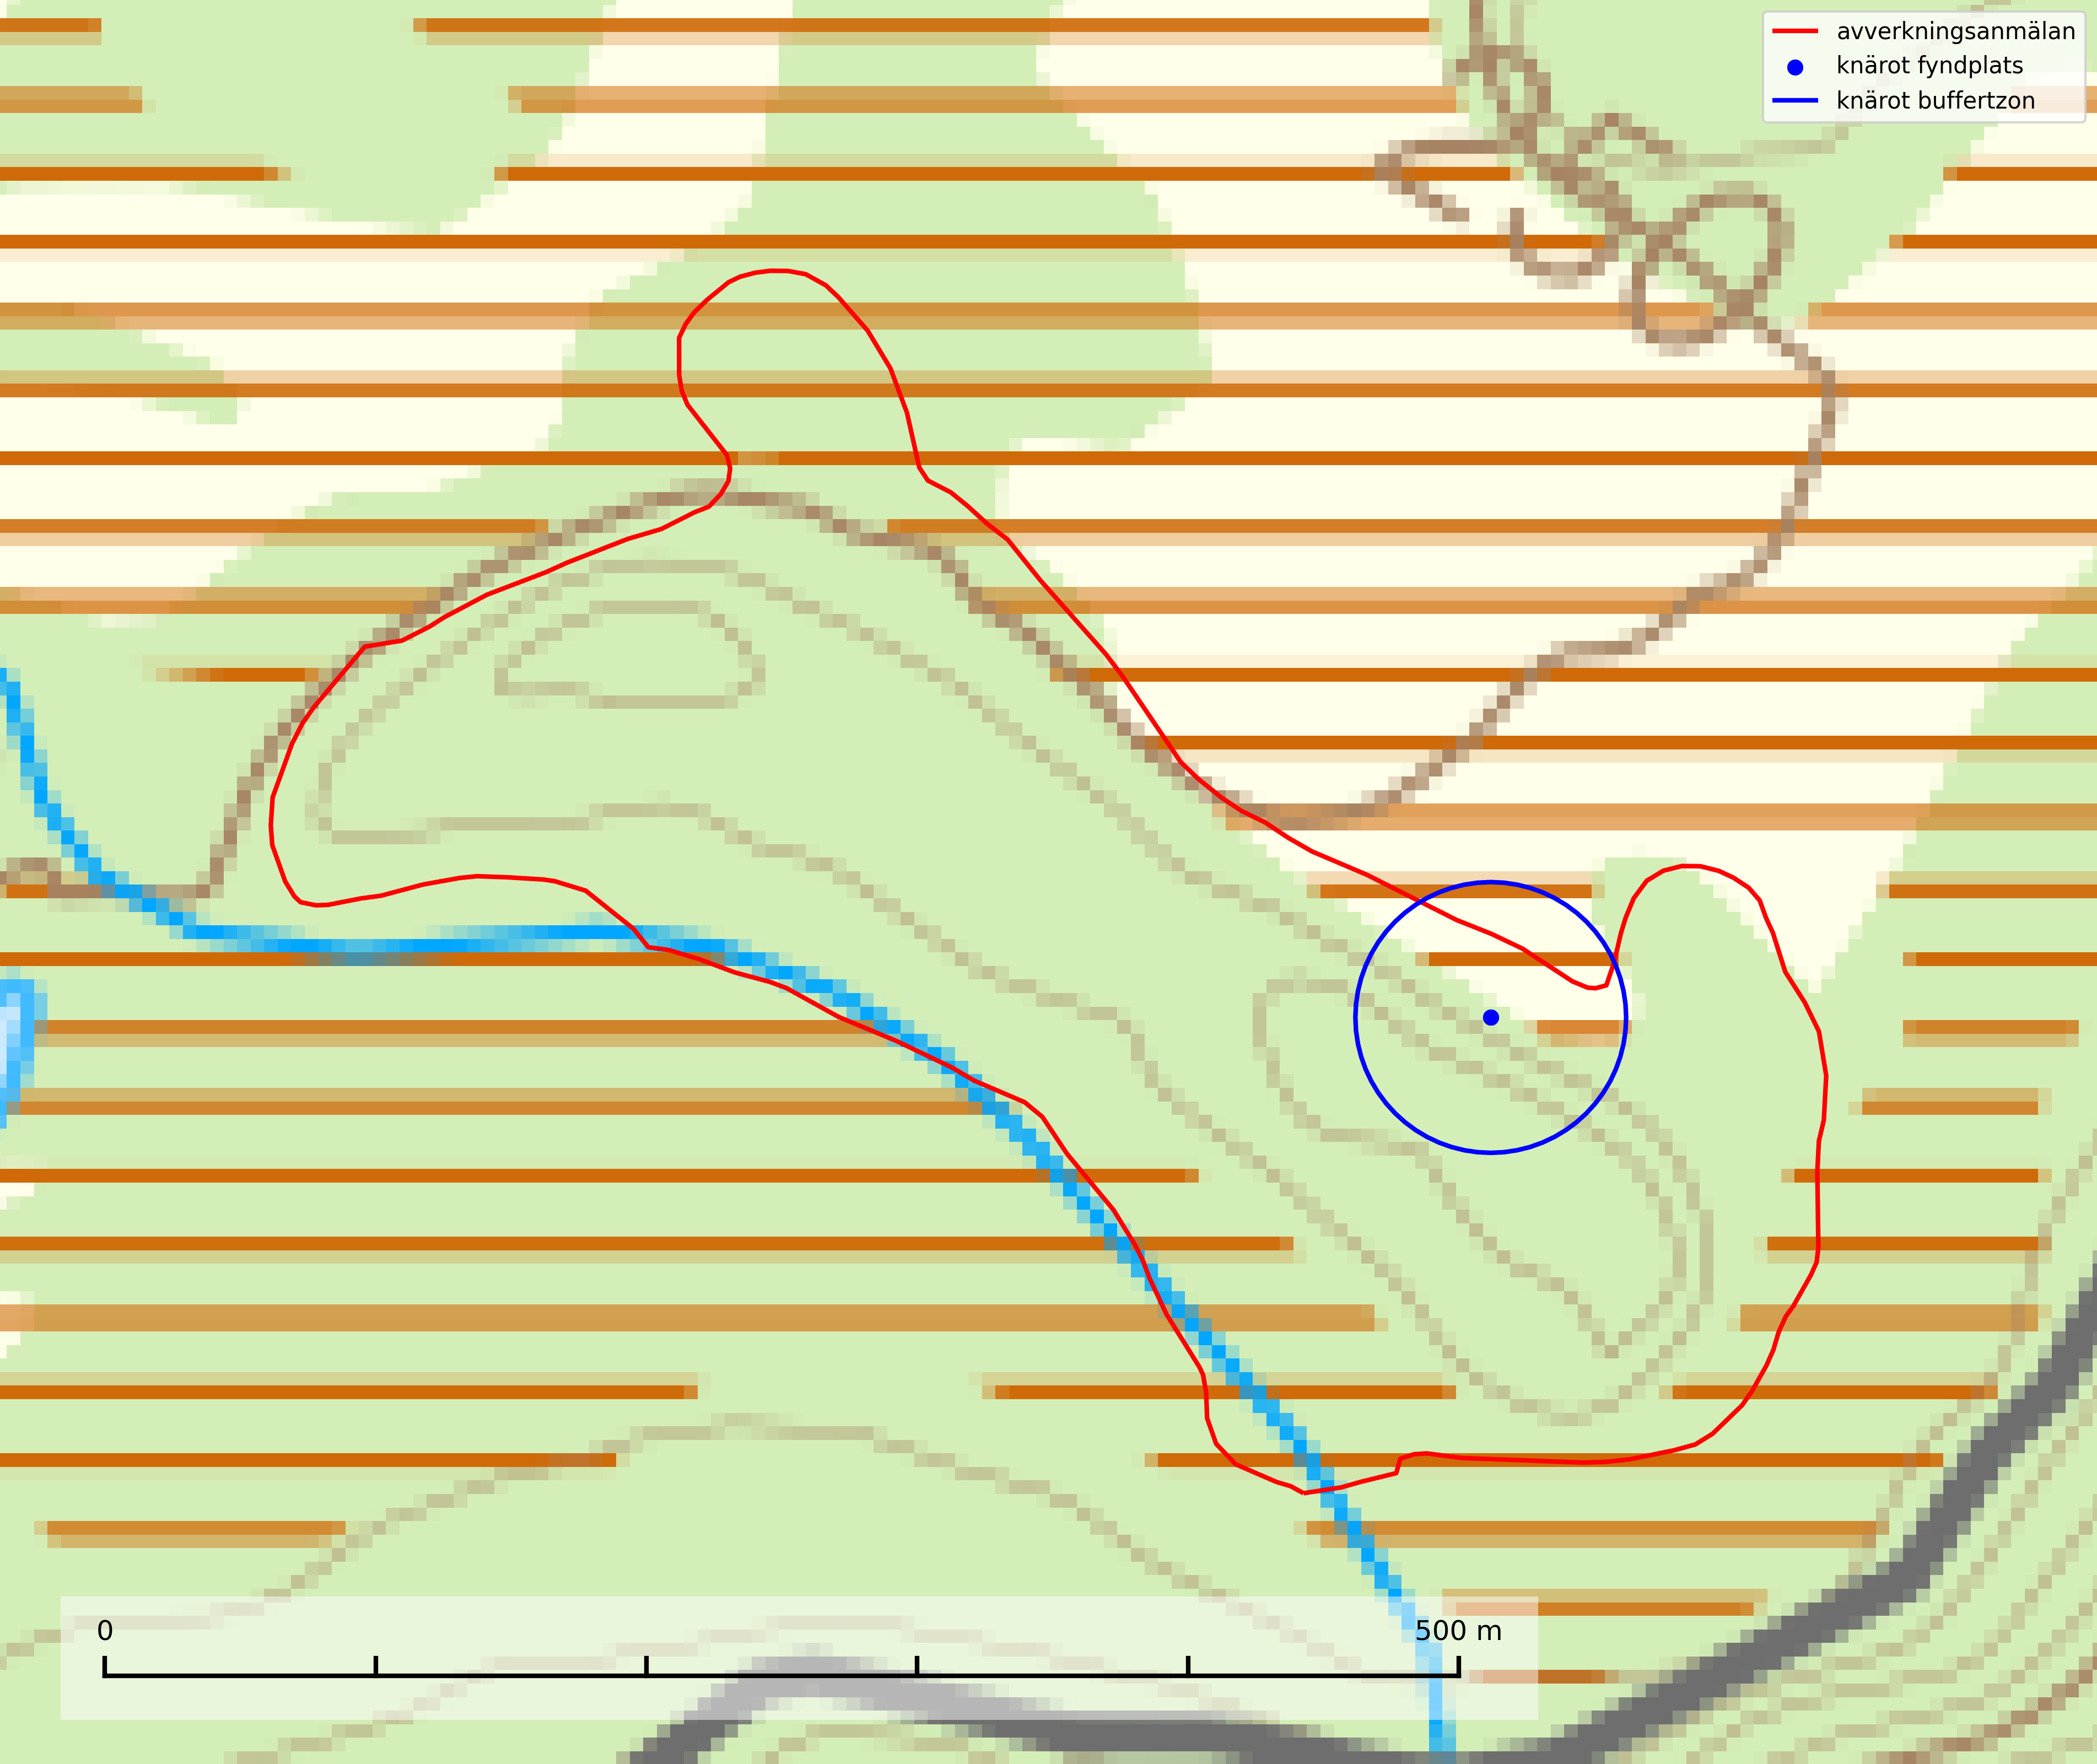 avverkningsanmälan
knärot fyndplats
knärot buffertzon
0
500 m